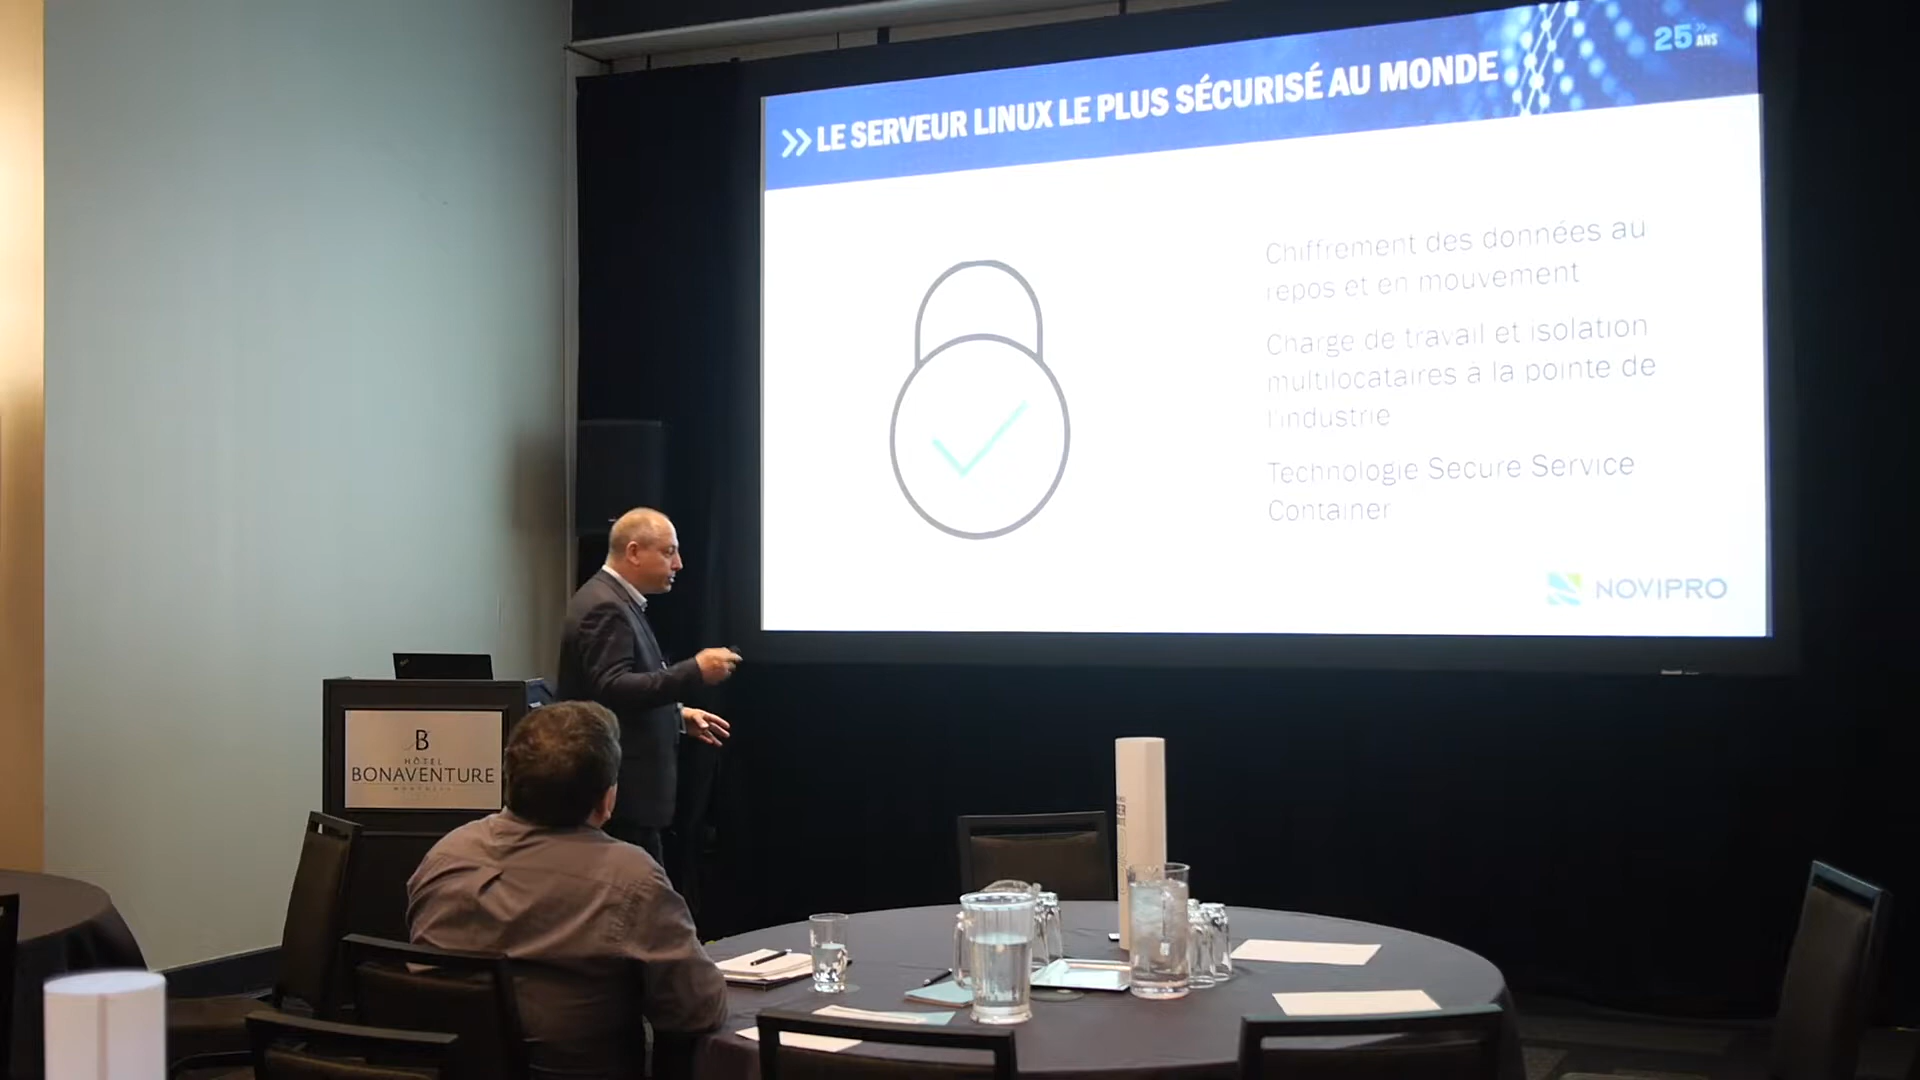 25 ANS
LE SERVEUR LINUX LE PLUS SÉCURISÉ AU MONDE
Chiffrement des données au
repos et en mouvement
Charge de travail et isolation
multilocataires à la pointe de
l'industrie
Technologie Secure Service
Container
NOVIPRO
B
HÔTEL
BONAVENTURE